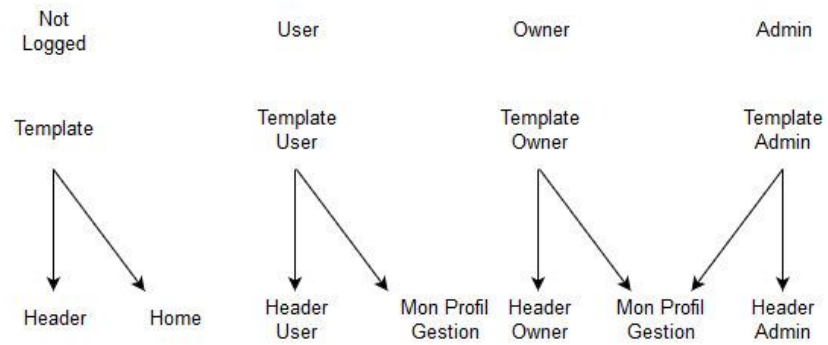 Not
Logged
User
Owner
Admin
Template
Template
User
Template
Owner
Template
Admin
Header
Home
Header
User
Mon Profil
Gestion
Header
Owner
Mon Profil
Gestion
Header
Admin